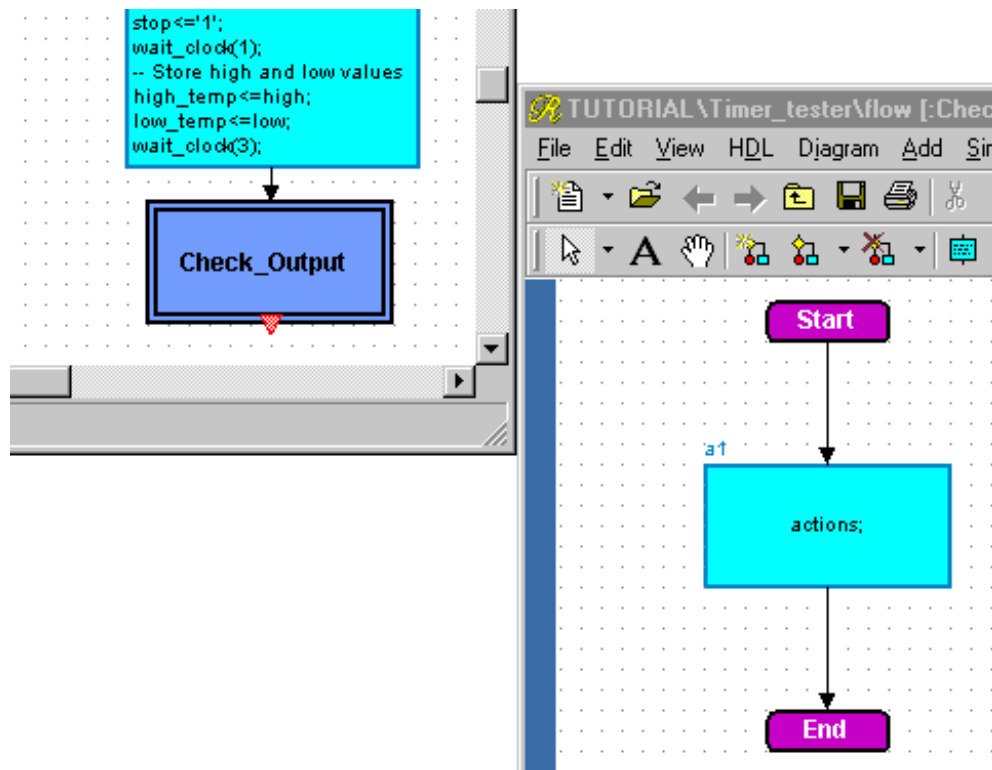 stop<='1';
wait_clock(1);
-- Store high and low values
high_temp<=high;
low_temp<=low;
wait_clock(3);
Check_Output
TUTORIAL\Timer_tester\flow [:Chec
File Edit View HDL Diagram Add Sir
A
Start
a1
actions;
End